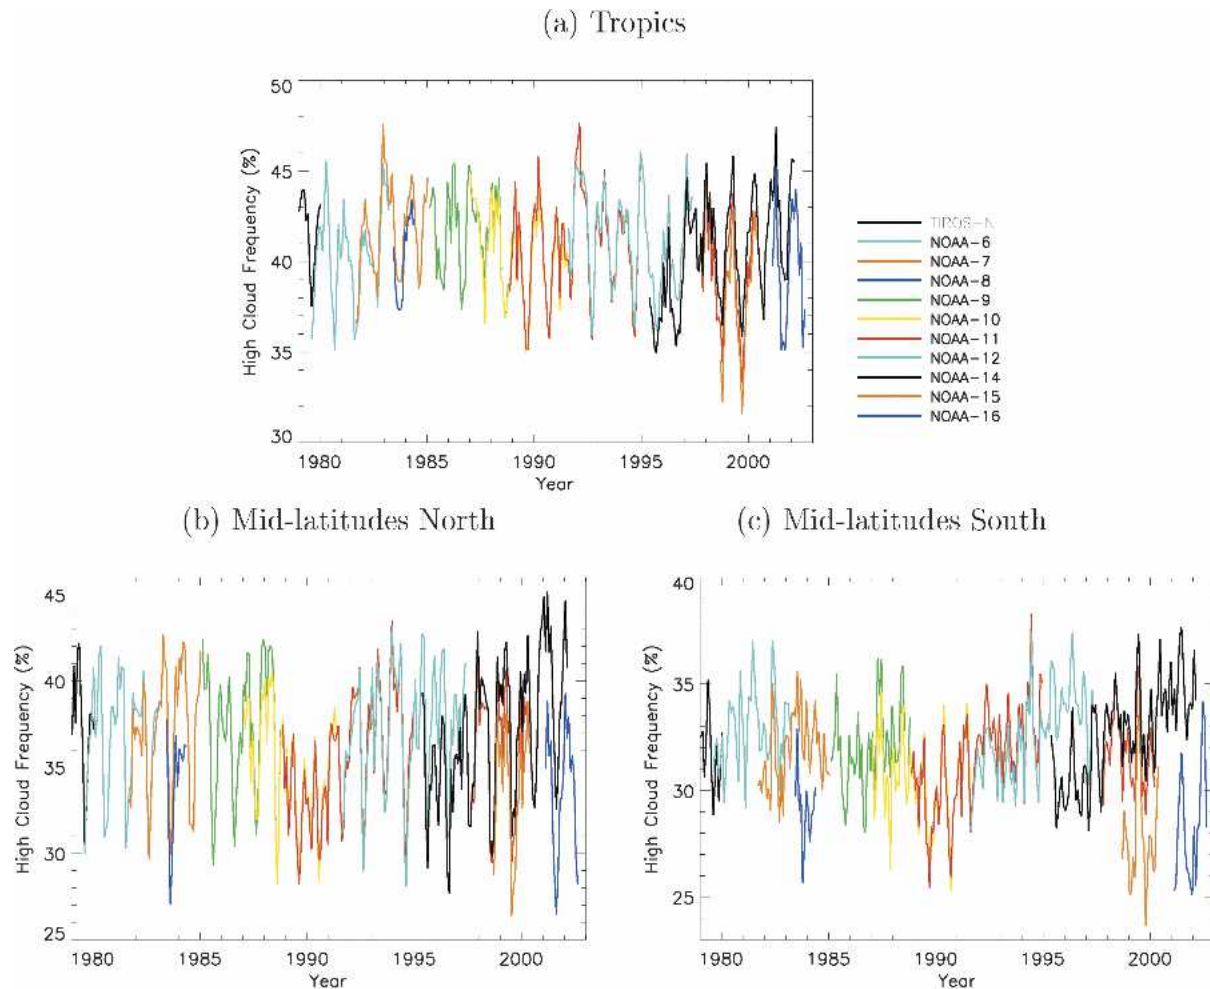 (a) Tropics
High Cloud Frequency (%)
50
45
40
35
30
1980 1985 1990 1995 2000
Year
TIROS-N
NOAA-6
NOAA-7
NOAA-8
NOAA-9
NOAA-10
NOAA-11
NOAA-12
NOAA-14
NOAA-15
NOAA-16
(b) Mid-latitudes North
High Cloud Frequency (%)
45
40
35
30
25
1980 1985 1990 1995 2000
Year
(c) Mid-latitudes South
High Cloud Frequency (%)
40
35
30
25
1980 1985 1990 1995 2000
Year